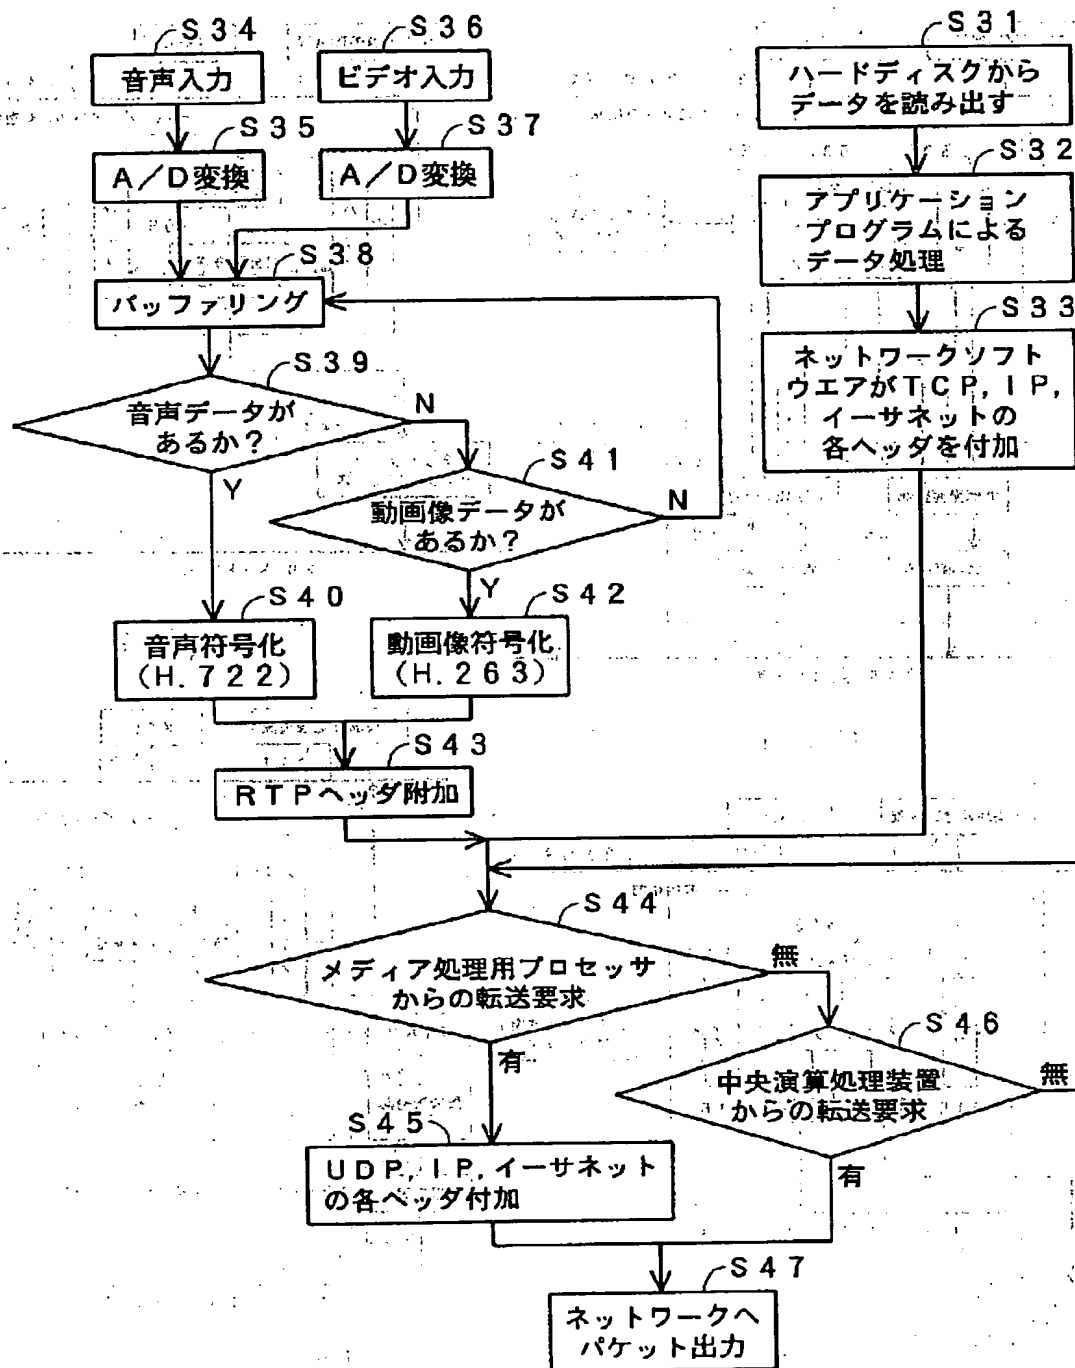 S34
音声入力
S36
ビデオ入力
S31
ハードディスクから
データを読み出す
S35
A/D変換
S37
A/D変換
S32
アプリケーション
プログラムによる
データ処理
S38
バッファリング
S33
ネットワークソフト
ウエアがTCP,IP,
イーサネットの
各ヘッダを付加
S39
音声データが
あるか?
N
Y
S41
動画像データが
あるか?
N
Y
S40
音声符号化
(H.722)
S42
動画像符号化
(H.263)
S43
RTPヘッダ附加
S44
メディア処理用プロセッサ
からの転送要求
無
有
S46
中央演算処理装置
からの転送要求
無
有
S45
UDP,IP,イーサネット
の各ヘッダ付加
S47
ネットワークへ
パケット出力